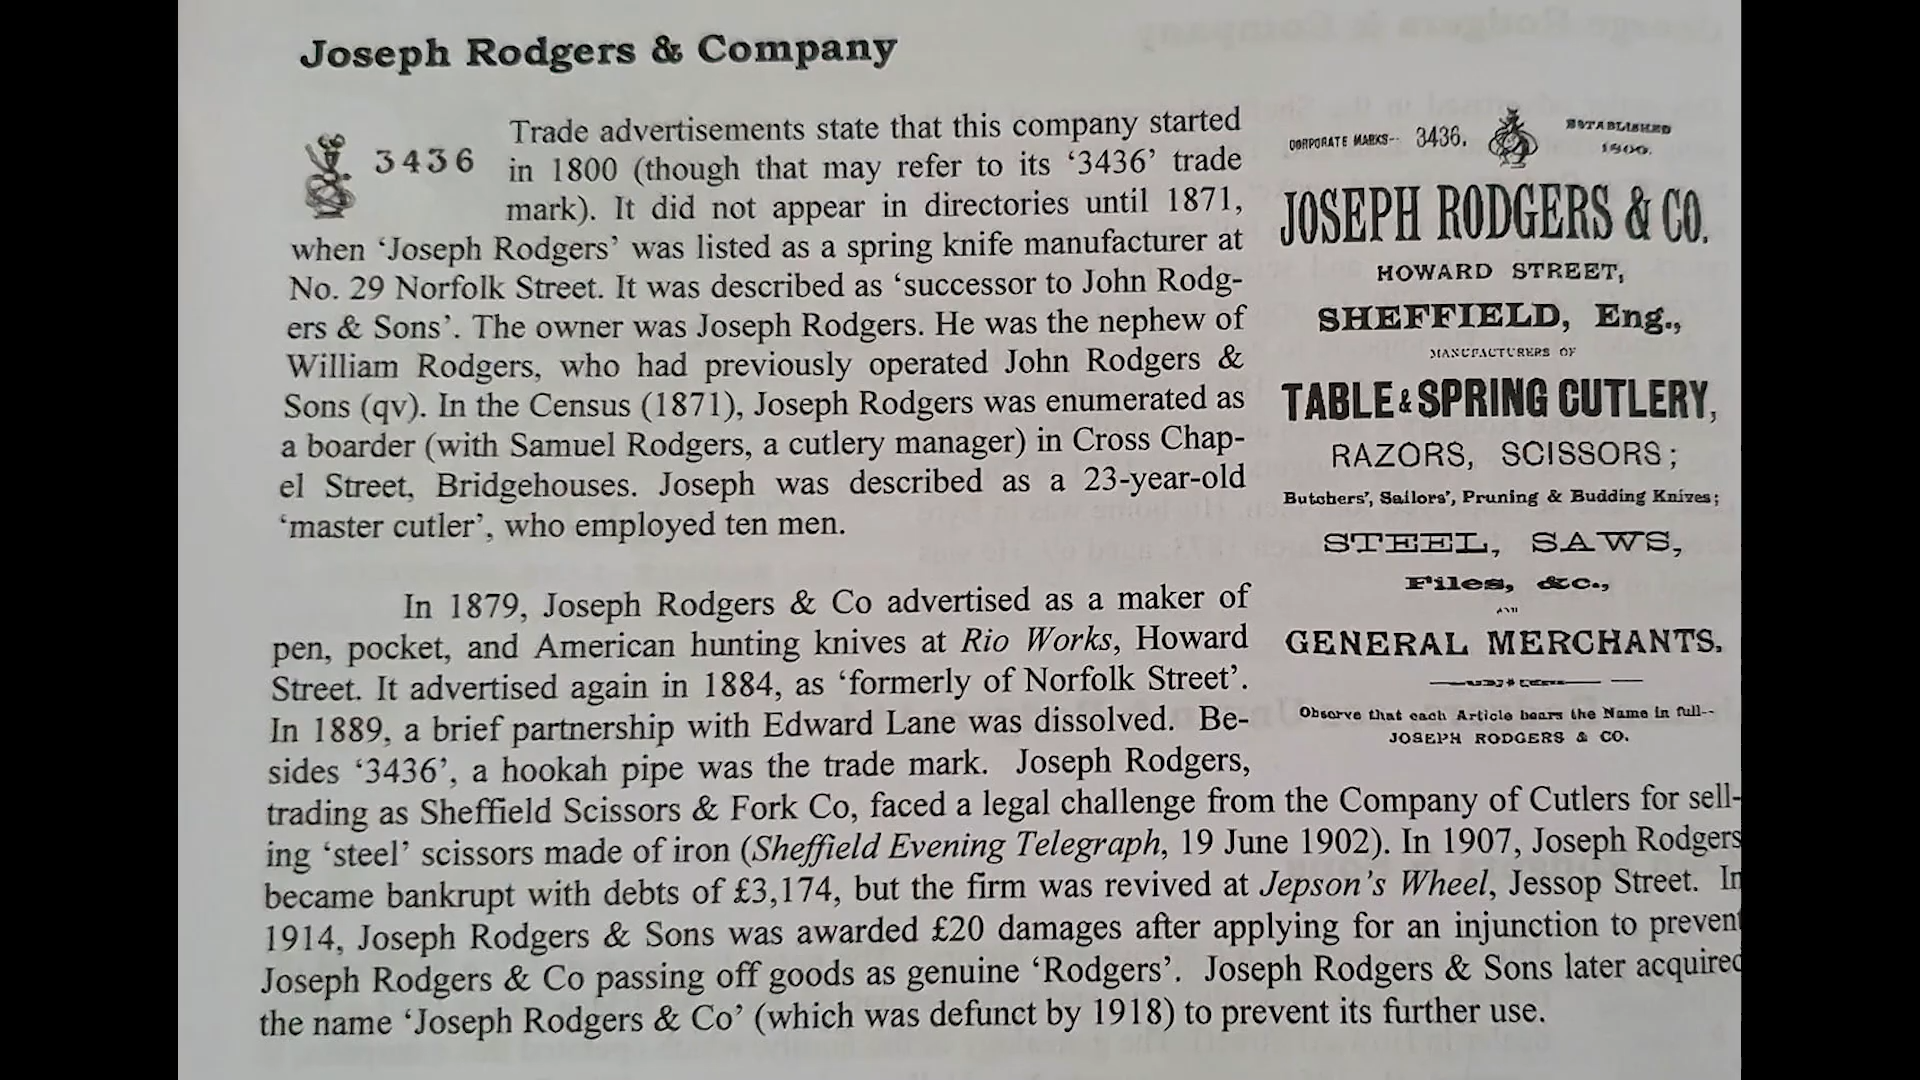 Joseph Rodgers & Company
3436
Trade advertisements state that this company started
in 1800 (though that may refer to its ‘3436’ trade
mark). It did not appear in directories until 1871,
when ‘Joseph Rodgers’ was listed as a spring knife manufacturer at
No. 29 Norfolk Street. It was described as ‘successor to John Rodg-
ers & Sons’. The owner was Joseph Rodgers. He was the nephew of
William Rodgers, who had previously operated John Rodgers &
Sons (qv). In the Census (1871), Joseph Rodgers was enumerated as
a boarder (with Samuel Rodgers, a cutlery manager) in Cross Chap-
el Street, Bridgehouses. Joseph was described as a 23-year-old
‘master cutler’, who employed ten men.
In 1879, Joseph Rodgers & Co advertised as a maker of
pen, pocket, and American hunting knives at Rio Works, Howard
Street. It advertised again in 1884, as ‘formerly of Norfolk Street’.
In 1889, a brief partnership with Edward Lane was dissolved. Be-
sides ‘3436’, a hookah pipe was the trade mark. Joseph Rodgers,
trading as Sheffield Scissors & Fork Co, faced a legal challenge from the Company of Cutlers for sell-
ing ‘steel’ scissors made of iron (Sheffield Evening Telegraph, 19 June 1902). In 1907, Joseph Rodgers
became bankrupt with debts of £3,174, but the firm was revived at Jepson’s Wheel, Jessop Street. In
1914, Joseph Rodgers & Sons was awarded £20 damages after applying for an injunction to prevent
Joseph Rodgers & Co passing off goods as genuine ‘Rodgers’. Joseph Rodgers & Sons later acquired
the name ‘Joseph Rodgers & Co’ (which was defunct by 1918) to prevent its further use.
CORPORATE MARKS-- 3436.
ESTABLISHED
1800.
JOSEPH RODGERS & CO.
HOWARD STREET,
SHEFFIELD, Eng.,
MANUFACTURERS OF
TABLE & SPRING CUTLERY,
RAZORS, SCISSORS;
Butchers’, Sailors’, Pruning & Budding Knives;
STEEL, SAWS,
Files, &c.,
AND
GENERAL MERCHANTS.
Observe that each Article bears the Name in full--
JOSEPH RODGERS & CO.